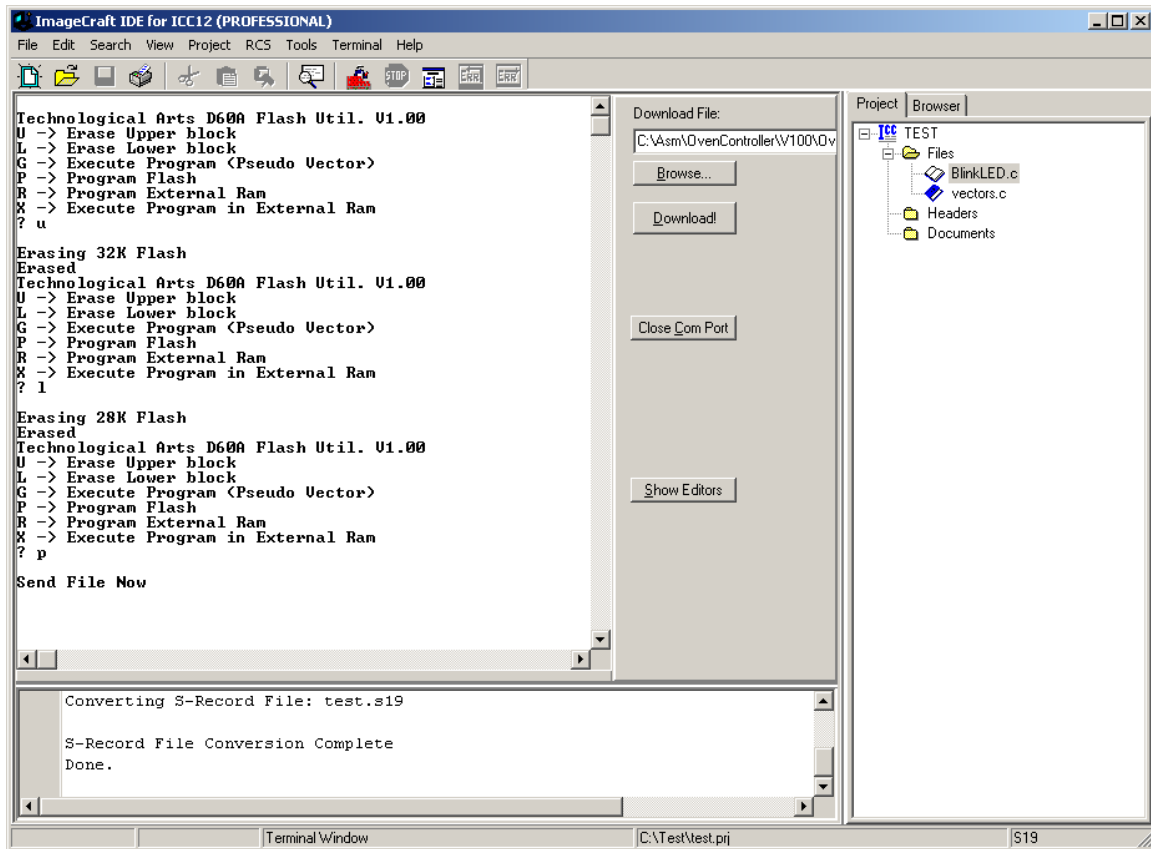 ImageCraft IDE for ICC12 (PROFESSIONAL)
File Edit Search View Project RCS Tools Terminal Help
STOP ERR ERR
Technological Arts D60A Flash Util. V1.00
U -> Erase Upper block
L -> Erase Lower block
G -> Execute Program (Pseudo Vector)
P -> Program Flash
R -> Program External Ram
X -> Execute Program in External Ram
? u
Erasing 32K Flash
Erased
Technological Arts D60A Flash Util. V1.00
U -> Erase Upper block
L -> Erase Lower block
G -> Execute Program (Pseudo Vector)
P -> Program Flash
R -> Program External Ram
X -> Execute Program in External Ram
? l
Erasing 28K Flash
Erased
Technological Arts D60A Flash Util. V1.00
U -> Erase Upper block
L -> Erase Lower block
G -> Execute Program (Pseudo Vector)
P -> Program Flash
R -> Program External Ram
X -> Execute Program in External Ram
? p
Send File Now
Download File:
C:\Asm\OvenController\V100\Ov
Browse...
Download!
Close Com Port
Show Editors
Project Browser
ICC TEST
Files
BlinkLED.c
vectors.c
Headers
Documents
Converting S-Record File: test.s19
S-Record File Conversion Complete
Done.
Terminal Window C:\Test\test.prj S19